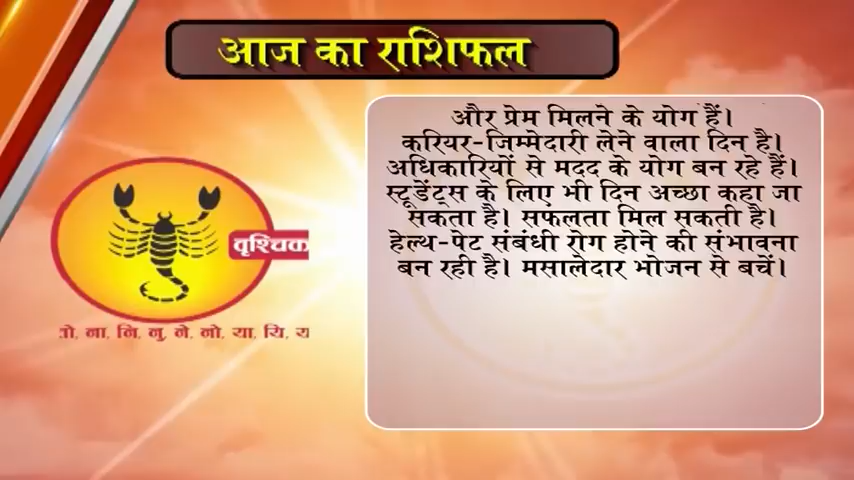 आज का राशिफल
और प्रेम मिलने के योग हैं।
करियर-जिम्मेदारी लेने वाला दिन है।
अधिकारियों से मदद के योग बन रहे हैं।
स्टूडेंट्स के लिए भी दिन अच्छा कहा जा
सकता है। सफलता मिल सकती है।
हेल्थ-पेट संबंधी रोग होने की संभावना
बन रही है। मसालेदार भोजन से बचें।
वृश्चिक
ना, नि, नु, ने, नो, या, यि,